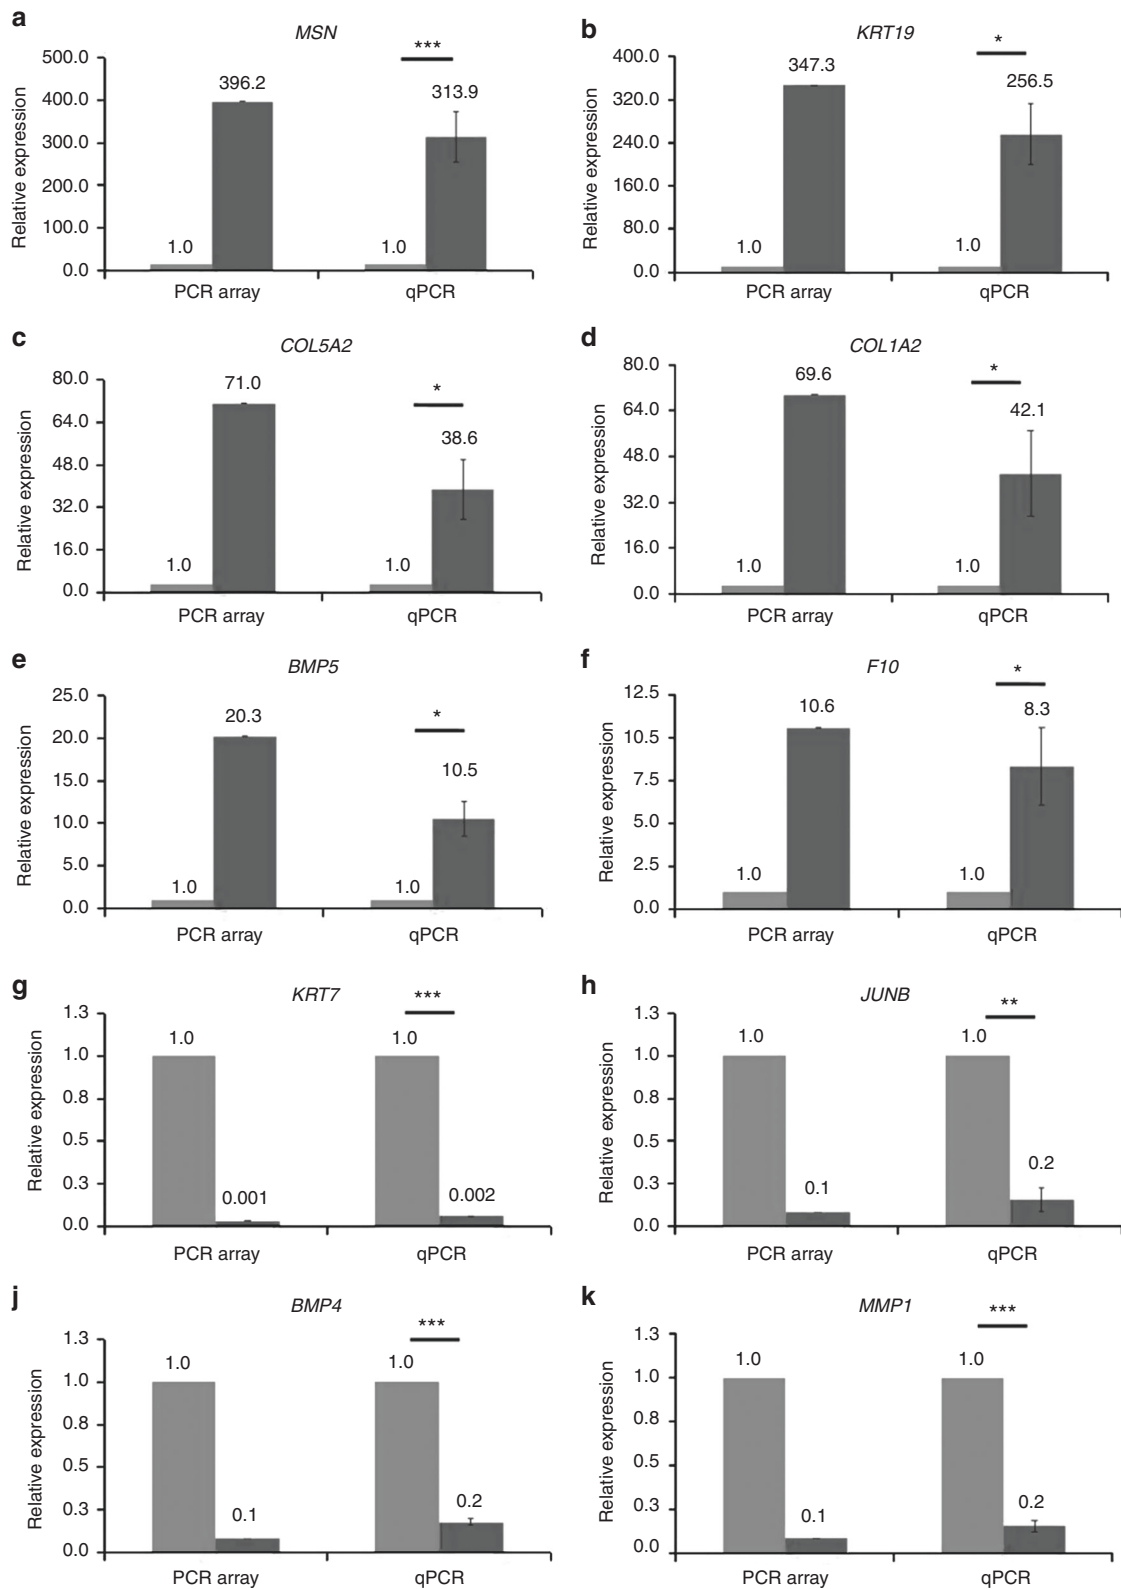 a
MSN
Relative expression
500.0
400.0
300.0
200.0
100.0
0.0
1.0
396.2
1.0
313.9
***
PCR array
qPCR
b
KRT19
Relative expression
400.0
320.0
240.0
160.0
80.0
0.0
1.0
347.3
1.0
256.5
*
PCR array
qPCR
c
COL5A2
Relative expression
80.0
64.0
48.0
32.0
16.0
0.0
1.0
71.0
1.0
38.6
*
PCR array
qPCR
d
COL1A2
Relative expression
80.0
64.0
48.0
32.0
16.0
0.0
1.0
69.6
1.0
42.1
*
PCR array
qPCR
e
BMP5
Relative expression
25.0
20.0
15.0
10.0
5.0
0.0
1.0
20.3
1.0
10.5
*
PCR array
qPCR
f
F10
Relative expression
12.5
10.5
7.5
5.0
2.5
0.0
1.0
10.6
1.0
8.3
*
PCR array
qPCR
g
KRT7
Relative expression
1.3
1.0
0.8
0.5
0.3
0.0
1.0
0.001
1.0
0.002
***
PCR array
qPCR
h
JUNB
Relative expression
1.3
1.0
0.8
0.5
0.3
0.0
1.0
0.1
1.0
0.2
**
PCR array
qPCR
j
BMP4
Relative expression
1.3
1.0
0.8
0.5
0.3
0.0
1.0
0.1
1.0
0.2
***
PCR array
qPCR
k
MMP1
Relative expression
1.3
1.0
0.8
0.5
0.3
0.0
1.0
0.1
1.0
0.2
***
PCR array
qPCR